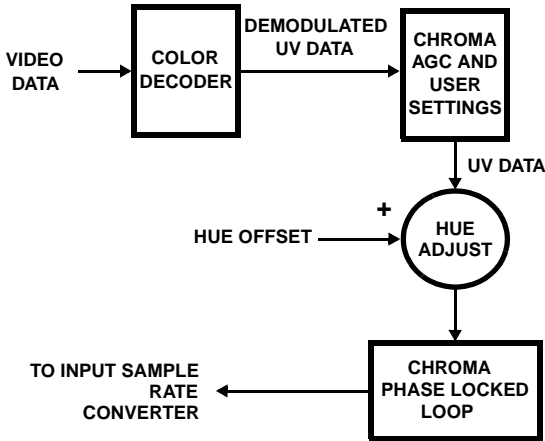 VIDEO
DATA
COLOR
DECODER
DEMODULATED
UV DATA
CHROMA
AGC AND
USER
SETTINGS
UV DATA
+
HUE OFFSET
HUE
ADJUST
CHROMA
PHASE LOCKED
LOOP
TO INPUT SAMPLE
RATE
CONVERTER